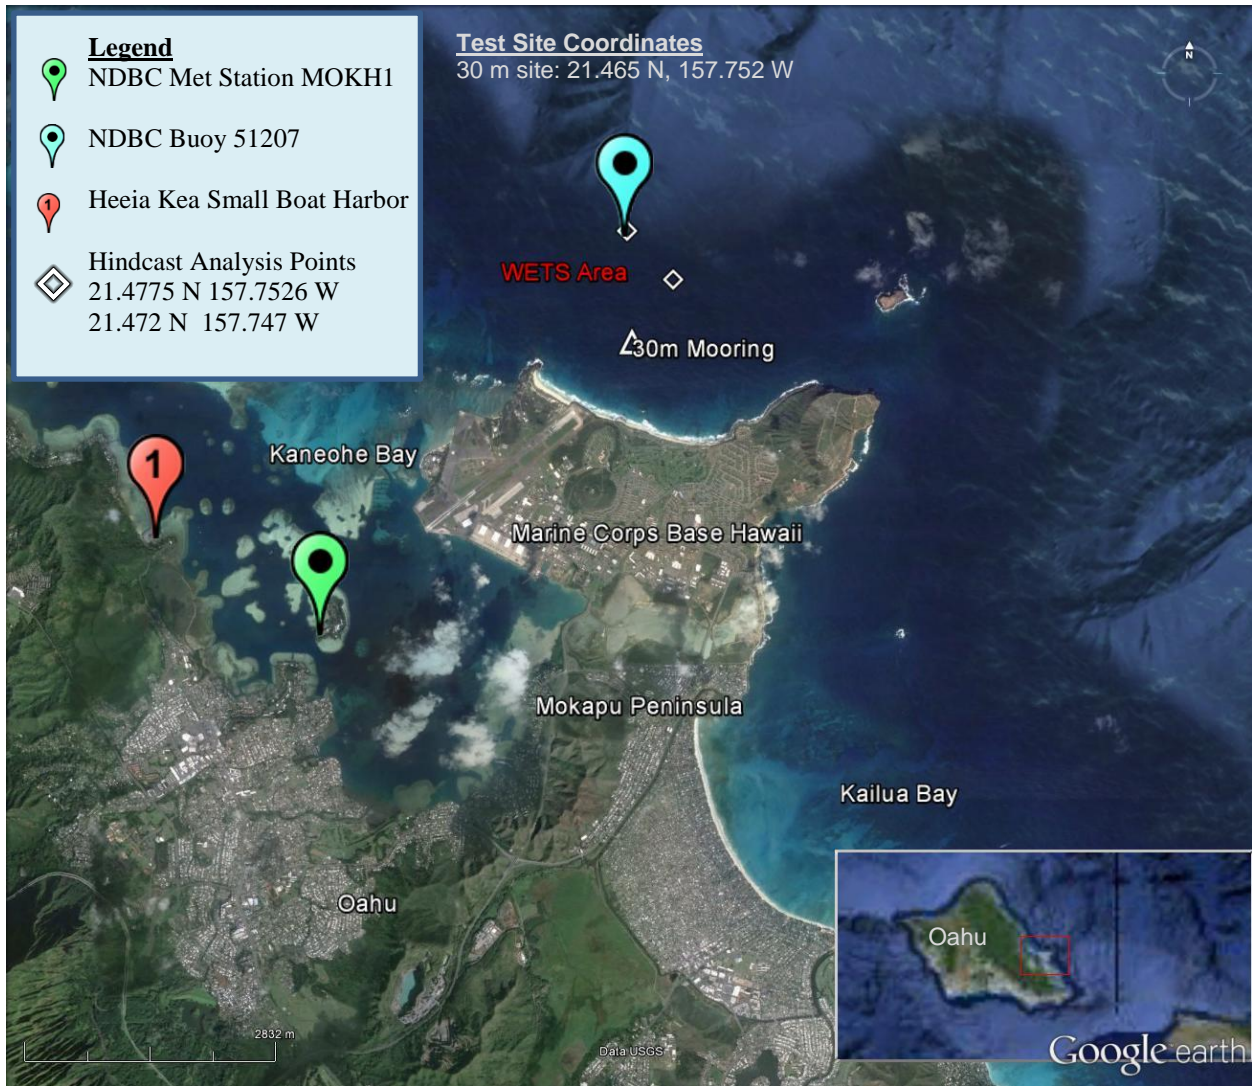 Legend
NDBC Met Station MOKH1
NDBC Buoy 51207
1
Heeia Kea Small Boat Harbor
Hindcast Analysis Points
21.4775 N 157.7526 W
21.472 N  157.747 W
Test Site Coordinates
30 m site: 21.465 N, 157.752 W
N
WETS Area
30m Mooring
Kaneohe Bay
1
Marine Corps Base Hawaii
Mokapu Peninsula
Kailua Bay
Oahu
2832 m
Data USGS
Oahu
Google earth